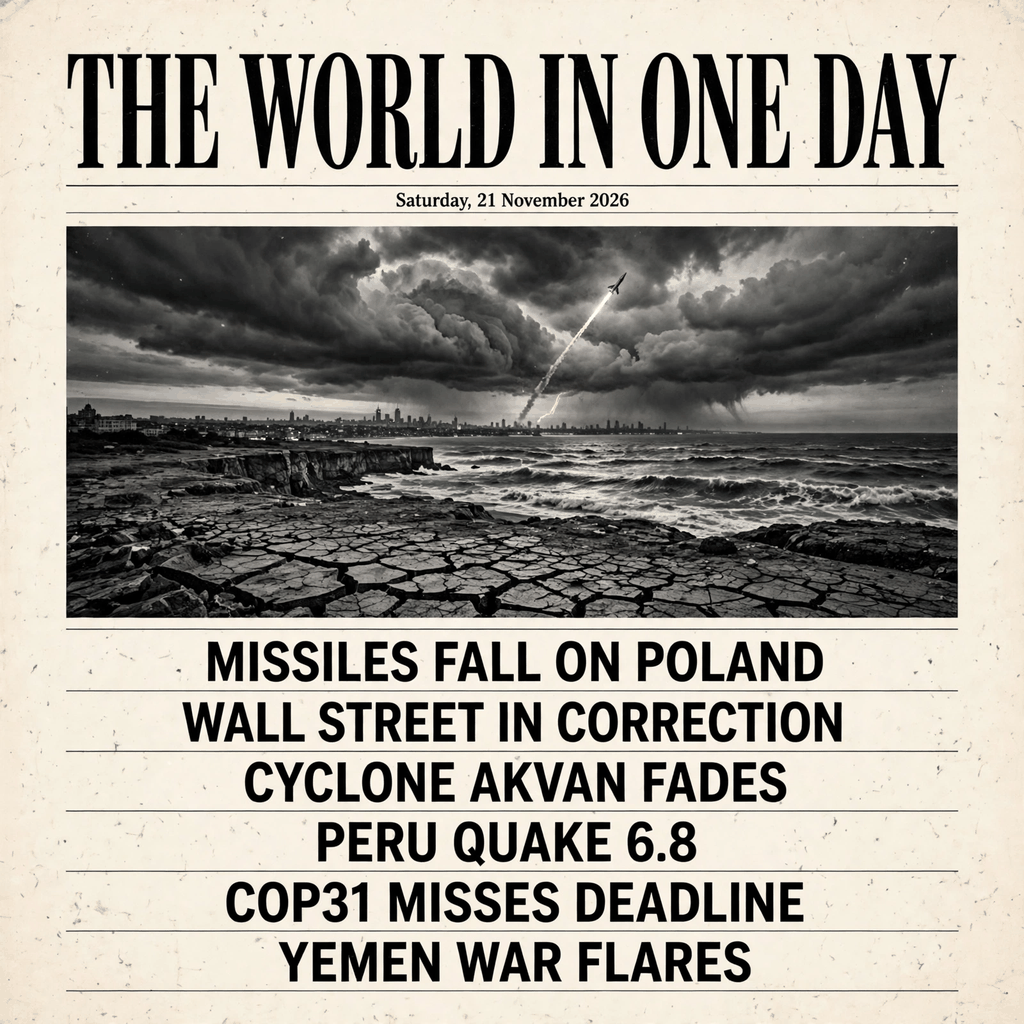 THE WORLD IN ONE DAY
Saturday, 21 November 2026
MISSILES FALL ON POLAND
WALL STREET IN CORRECTION
CYCLONE AKVAN FADES
PERU QUAKE 6.8
COP31 MISSES DEADLINE
YEMEN WAR FLARES